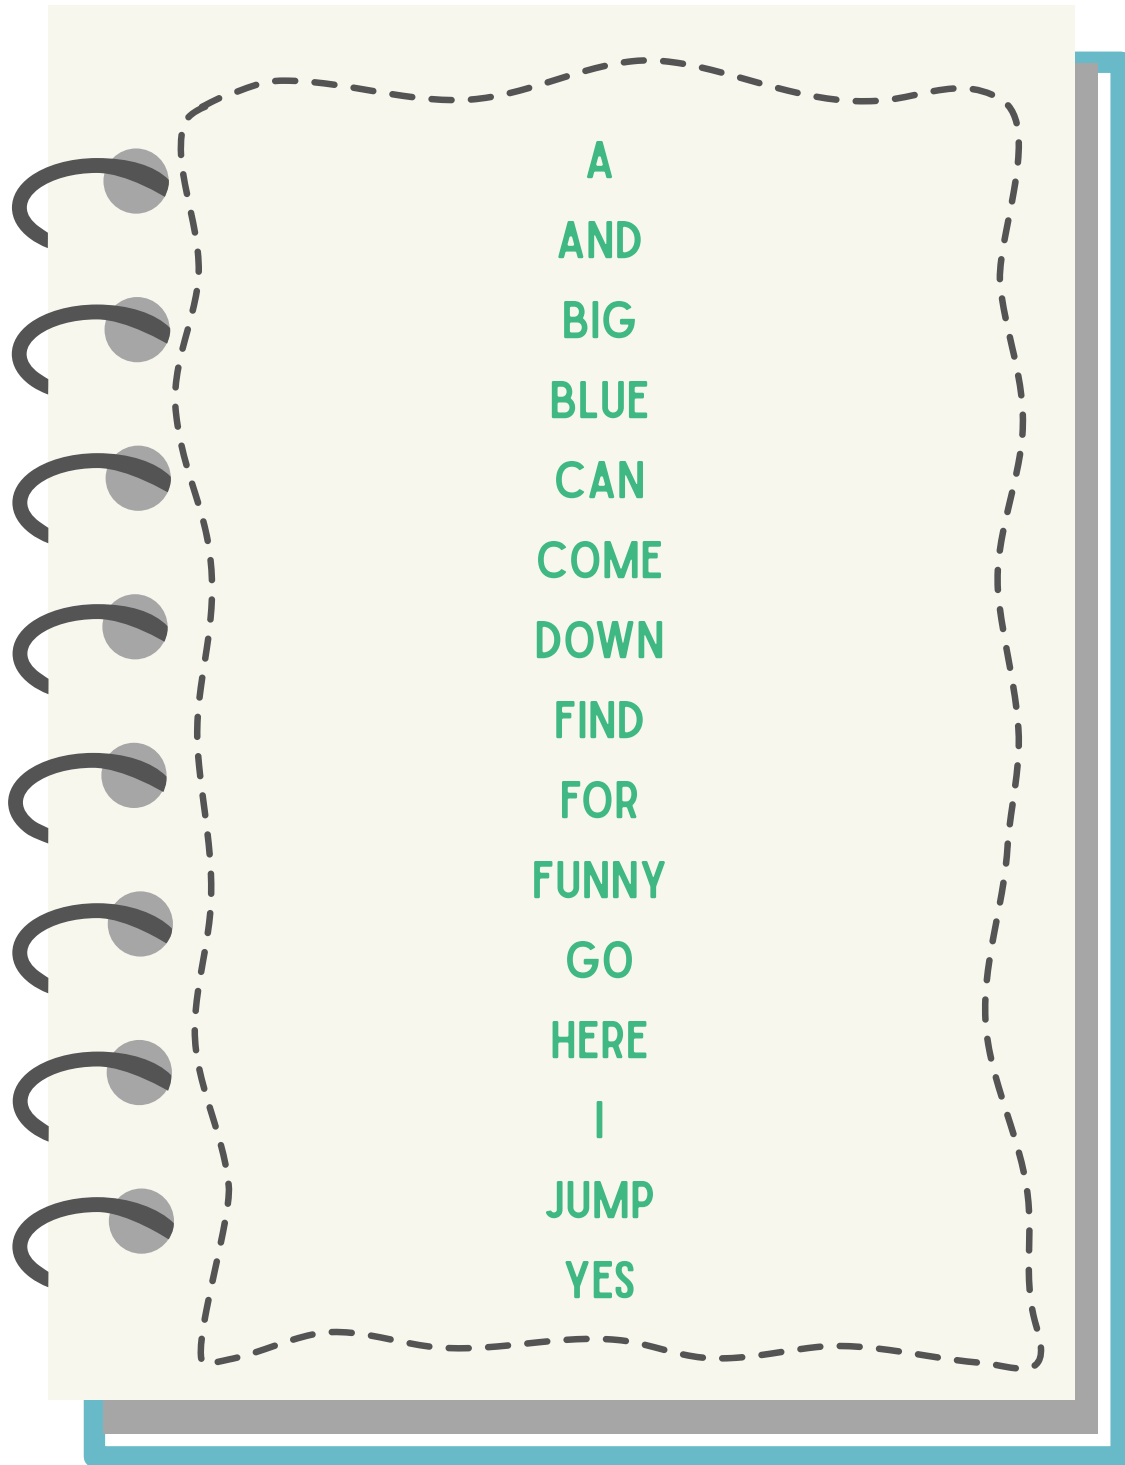 A
AND
BIG
BLUE
CAN
COME
DOWN
FIND
FOR
FUNNY
GO
HERE
I
JUMP
YES